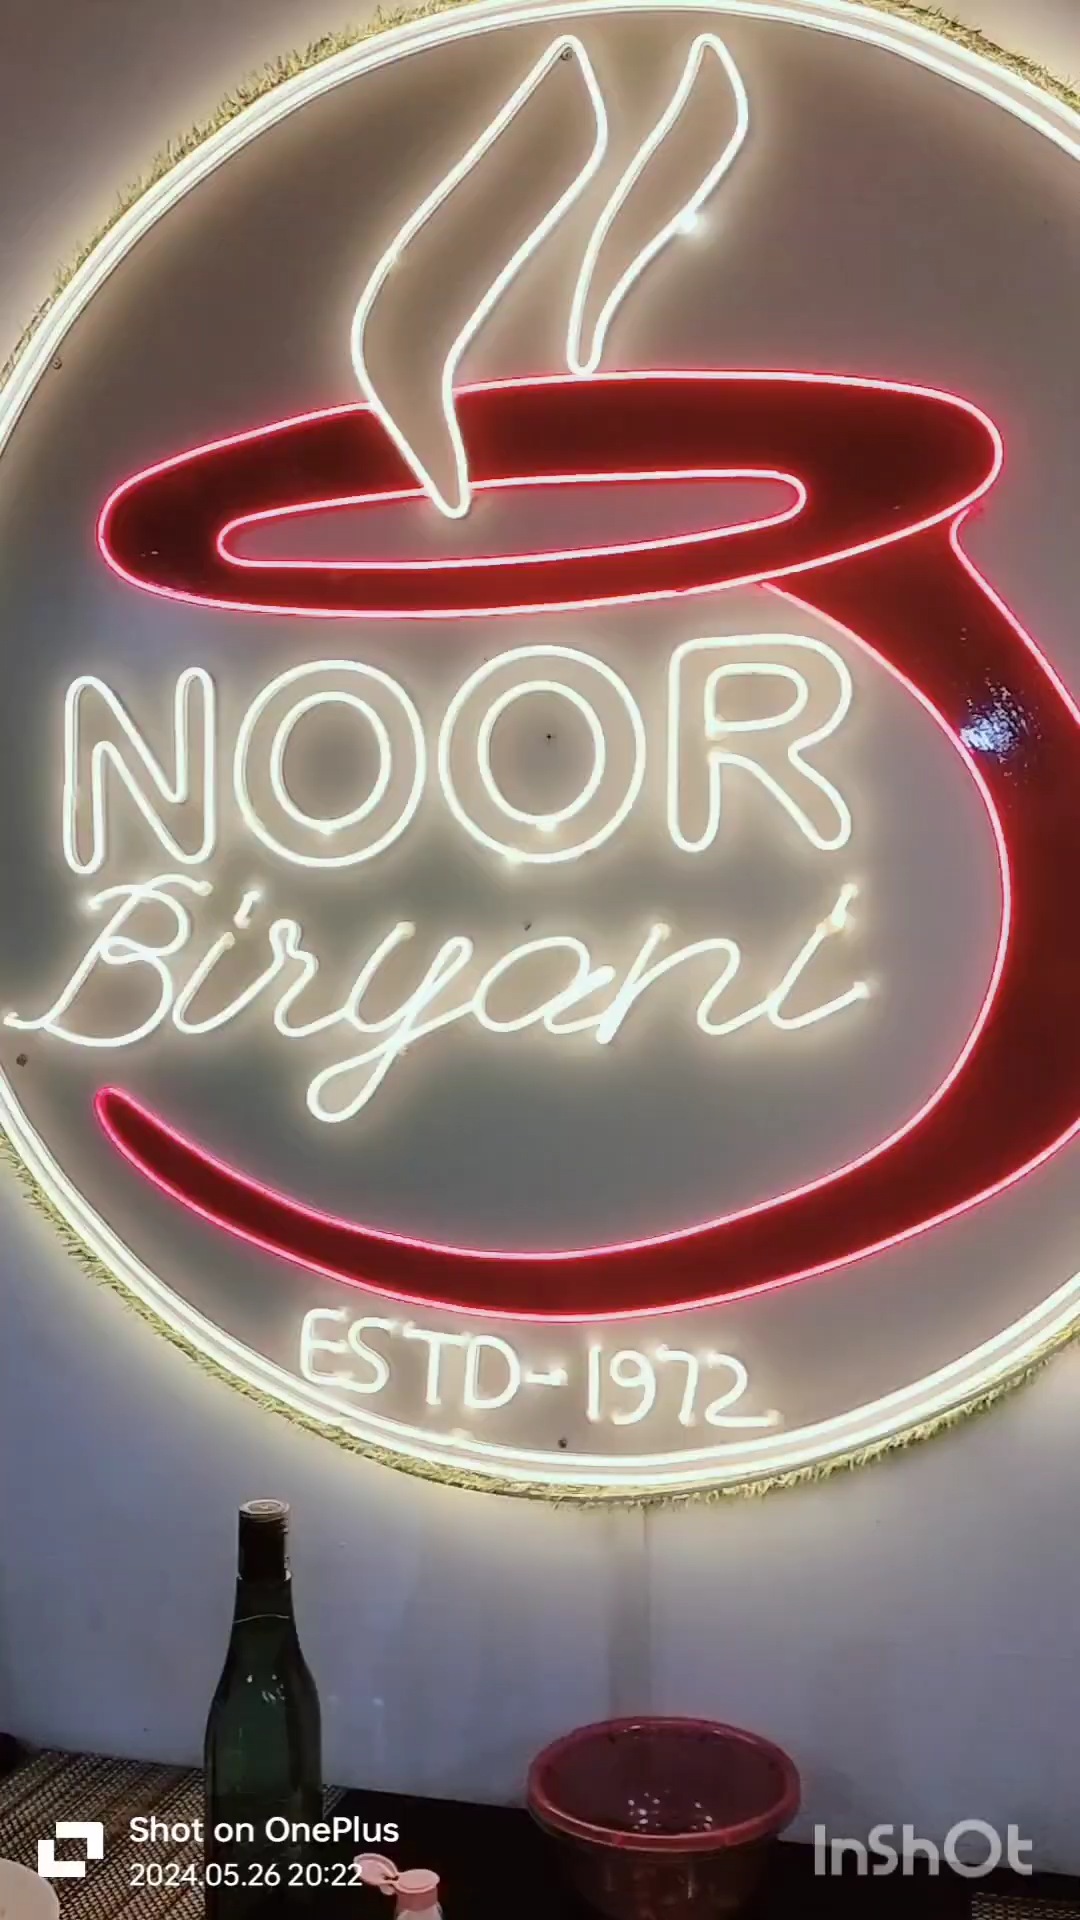 NOOR
Biryani
ESTD-1972
Shot on OnePlus
2024.05.26 20:22
InShOt